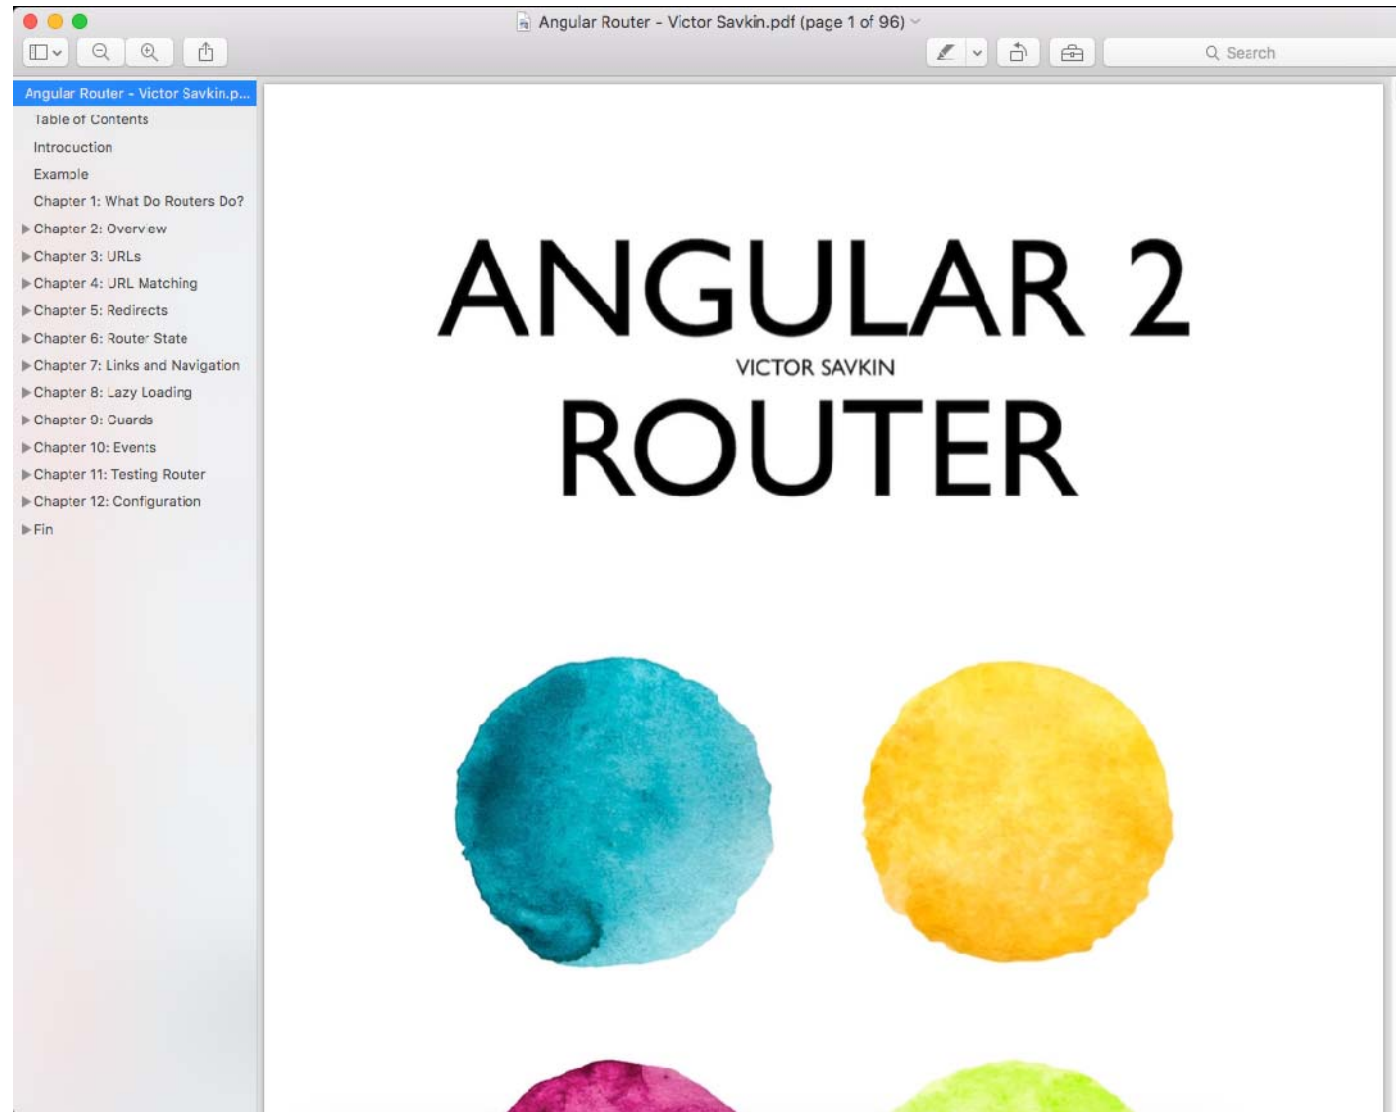 Angular Router - Victor Savkin.pdf (page 1 of 96)
Search
Angular Router - Victor Savkin.p...
Table of Contents
Introcuction
Example
Chapter 1: What Do Routers Do?
Chapter 2: Overview
Chapter 3: URLs
Chapter 4: URL Matching
Chapter 5: Redirects
Chapter 6: Router State
Chapter 7: Links and Navigation
Chapter 8: Lazy Loading
Chapter 9: Guards
Chapter 10: Events
Chapter 11: Testing Router
Chapter 12: Configuration
Fin
ANGULAR 2
VICTOR SAVKIN
ROUTER